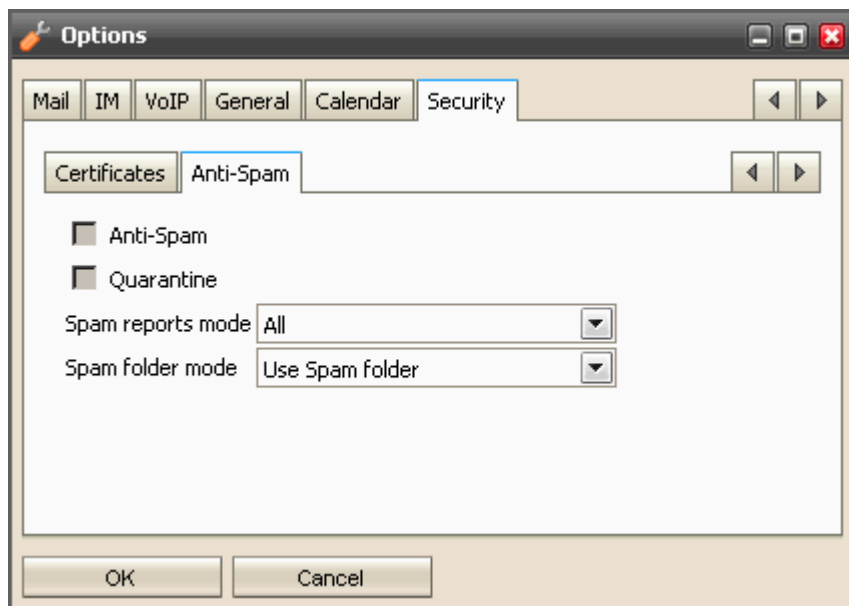 Options
Mail IM VoIP General Calendar Security
Certificates Anti-Spam
Anti-Spam
Quarantine
Spam reports mode All
Spam folder mode Use Spam folder
OK Cancel